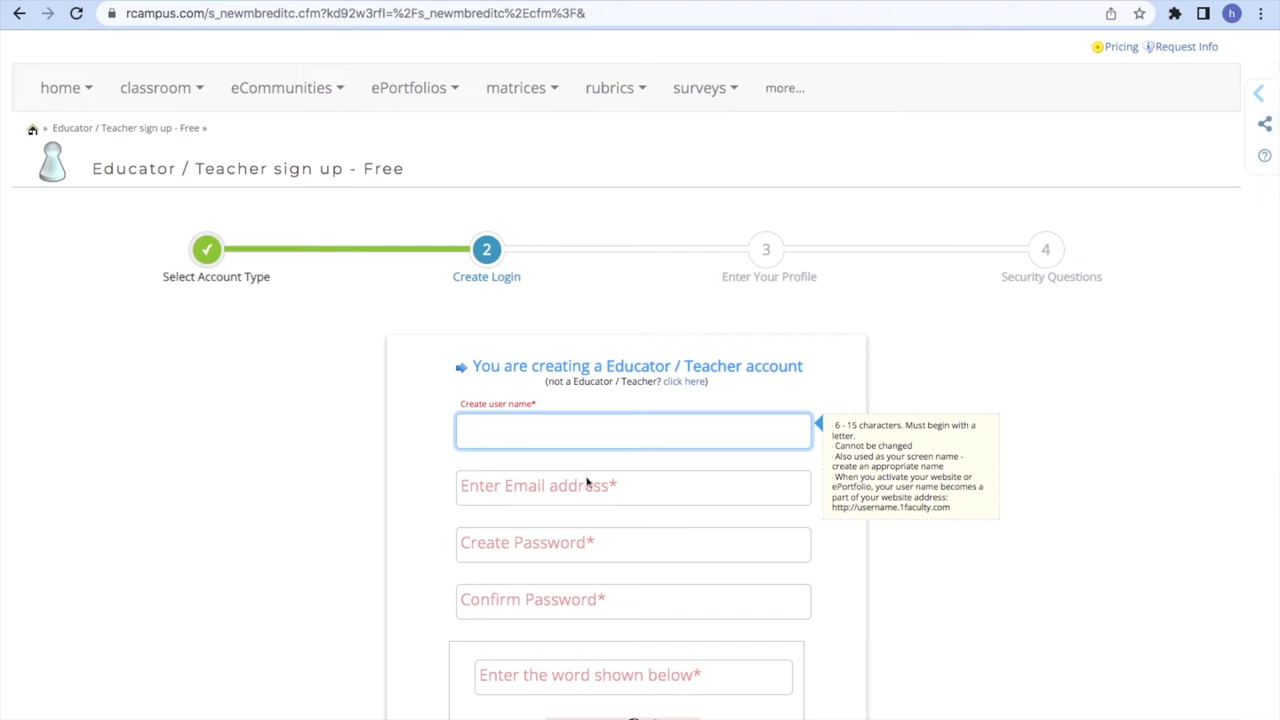 rcampus.com/s_newmbreditc.cfm?kd92w3rfl=%2Fs_newmbreditc%2Ecfm%3F&
h
Pricing Request Info
home classroom eCommunities ePortfolios matrices rubrics surveys more...
» Educator / Teacher sign up - Free »
Educator / Teacher sign up - Free
2 3 4
Select Account Type Create Login Enter Your Profile Security Questions
You are creating a Educator / Teacher account
(not a Educator / Teacher? click here)
Create user name*
· 6 - 15 characters. Must begin with a
letter.
· Cannot be changed
· Also used as your screen name -
create an appropriate name
· When you activate your website or
ePortfolio, your user name becomes a
part of your website address:
http://username.1faculty.com
Enter Email address*
Create Password*
Confirm Password*
Enter the word shown below*